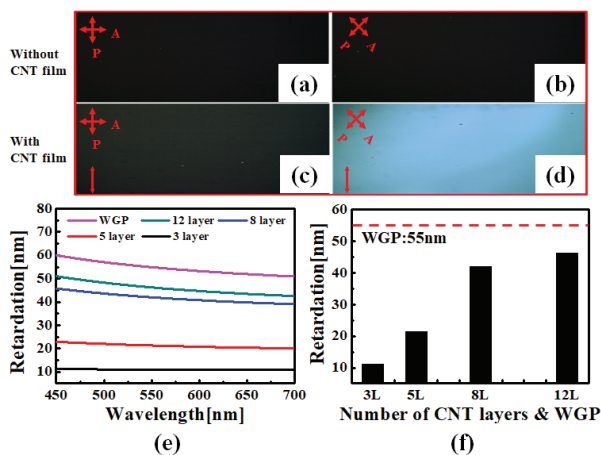 Without
CNT film
A
P
(a)
P
A
(b)
With
CNT film
A
P
(c)
P
A
(d)
80
70
60
50
40
30
20
10
0
Retardation[nm]
WGP 12 layer 8 layer
5 layer 3 layer
450 500 550 600 650 700
Wavelength[nm]
(e)
60
50
40
30
20
10
Retardation[nm]
WGP:55nm
3L 5L 8L 12L
Number of CNT layers & WGP
(f)